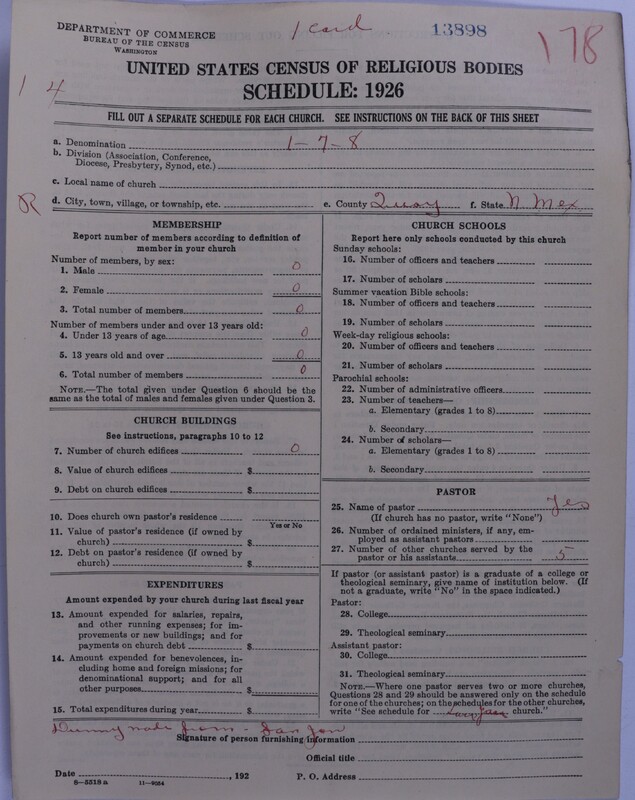 DEPARTMENT OF COMMERCE
BUREAU OF THE CENSUS
WASHINGTON
1 card
13898
178
UNITED STATES CENSUS OF RELIGIOUS BODIES
SCHEDULE: 1926
1 4
FILL OUT A SEPARATE SCHEDULE FOR EACH CHURCH. SEE INSTRUCTIONS ON THE BACK OF THIS SHEET
a. Denomination 1-7-8
b. Division (Association, Conference,
Diocese, Presbytery, Synod, etc.)
c. Local name of church
R
d. City, town, village, or township, etc. e. County Quay f. State N Mex
MEMBERSHIP
Report number of members according to definition of
member in your church
Number of members, by sex:
1. Male 0
2. Female 0
3. Total number of members 0
Number of members under and over 13 years old:
4. Under 13 years of age 0
5. 13 years old and over 0
6. Total number of members 0
NOTE.—The total given under Question 6 should be the
same as the total of males and females given under Question 3.
CHURCH BUILDINGS
See instructions, paragraphs 10 to 12
7. Number of church edifices 0
8. Value of church edifices $
9. Debt on church edifices $
10. Does church own pastor's residence
Yes or No
11. Value of pastor's residence (if owned by
church) $
12. Debt on pastor's residence (if owned by
church) $
EXPENDITURES
Amount expended by your church during last fiscal year
13. Amount expended for salaries, repairs,
and other running expenses; for im-
provements or new buildings; and for
payments on church debt $
14. Amount expended for benevolences, in-
cluding home and foreign missions; for
denominational support; and for all
other purposes $
15. Total expenditures during year $
CHURCH SCHOOLS
Report here only schools conducted by this church
Sunday schools:
16. Number of officers and teachers
17. Number of scholars
Summer vacation Bible schools:
18. Number of officers and teachers
19. Number of scholars
Week-day religious schools:
20. Number of officers and teachers
21. Number of scholars
Parochial schools:
22. Number of administrative officers
23. Number of teachers—
a. Elementary (grades 1 to 8)
b. Secondary
24. Number of scholars—
a. Elementary (grades 1 to 8)
b. Secondary
PASTOR
25. Name of pastor Yes
(If church has no pastor, write "None")
26. Number of ordained ministers, if any, em-
ployed as assistant pastors
27. Number of other churches served by the
pastor or his assistants 5
If pastor (or assistant pastor) is a graduate of a college or
theological seminary, give name of institution below. (If
not a graduate, write "No" in the space indicated.)
Pastor:
28. College
29. Theological seminary
Assistant pastor:
30. College
31. Theological seminary
NOTE.—Where one pastor serves two or more churches,
Questions 28 and 29 should be answered only on the schedule
for one of the churches; on the schedules for the other churches,
write "See schedule for San Jon church."
Dummy made from - San Jon
Signature of person furnishing information
Official title
Date , 192 P. O. Address
8—5518 a 11—9064